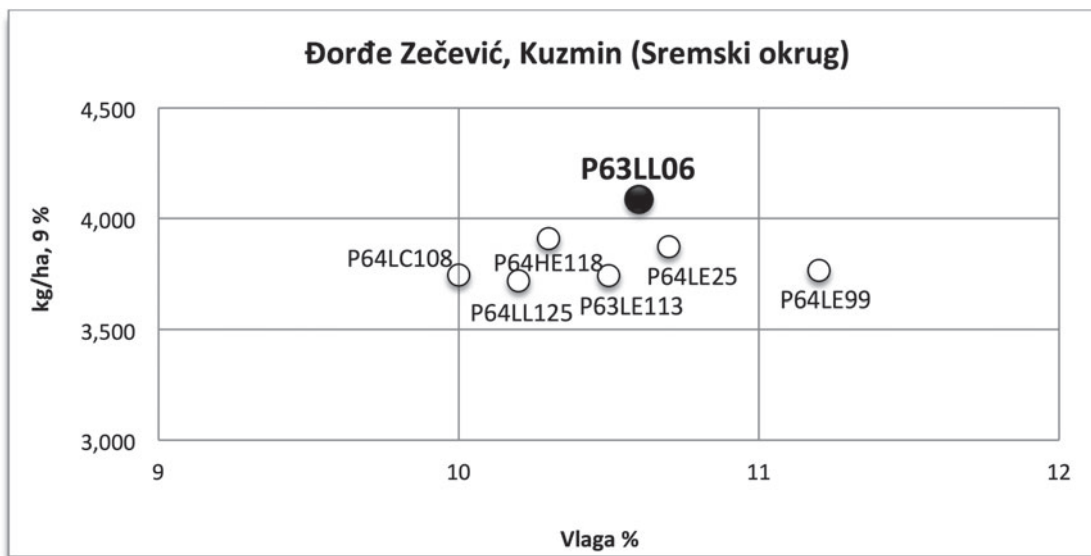 Đorđe Zečević, Kuzmin (Sremski okrug)
kg/ha, 9 %
4,500
4,000
3,500
3,000
P63LL06
P64LC108
P64HE118
P64LE25
P64LE99
P64LL125
P63LE113
9
10
11
12
Vlaga %